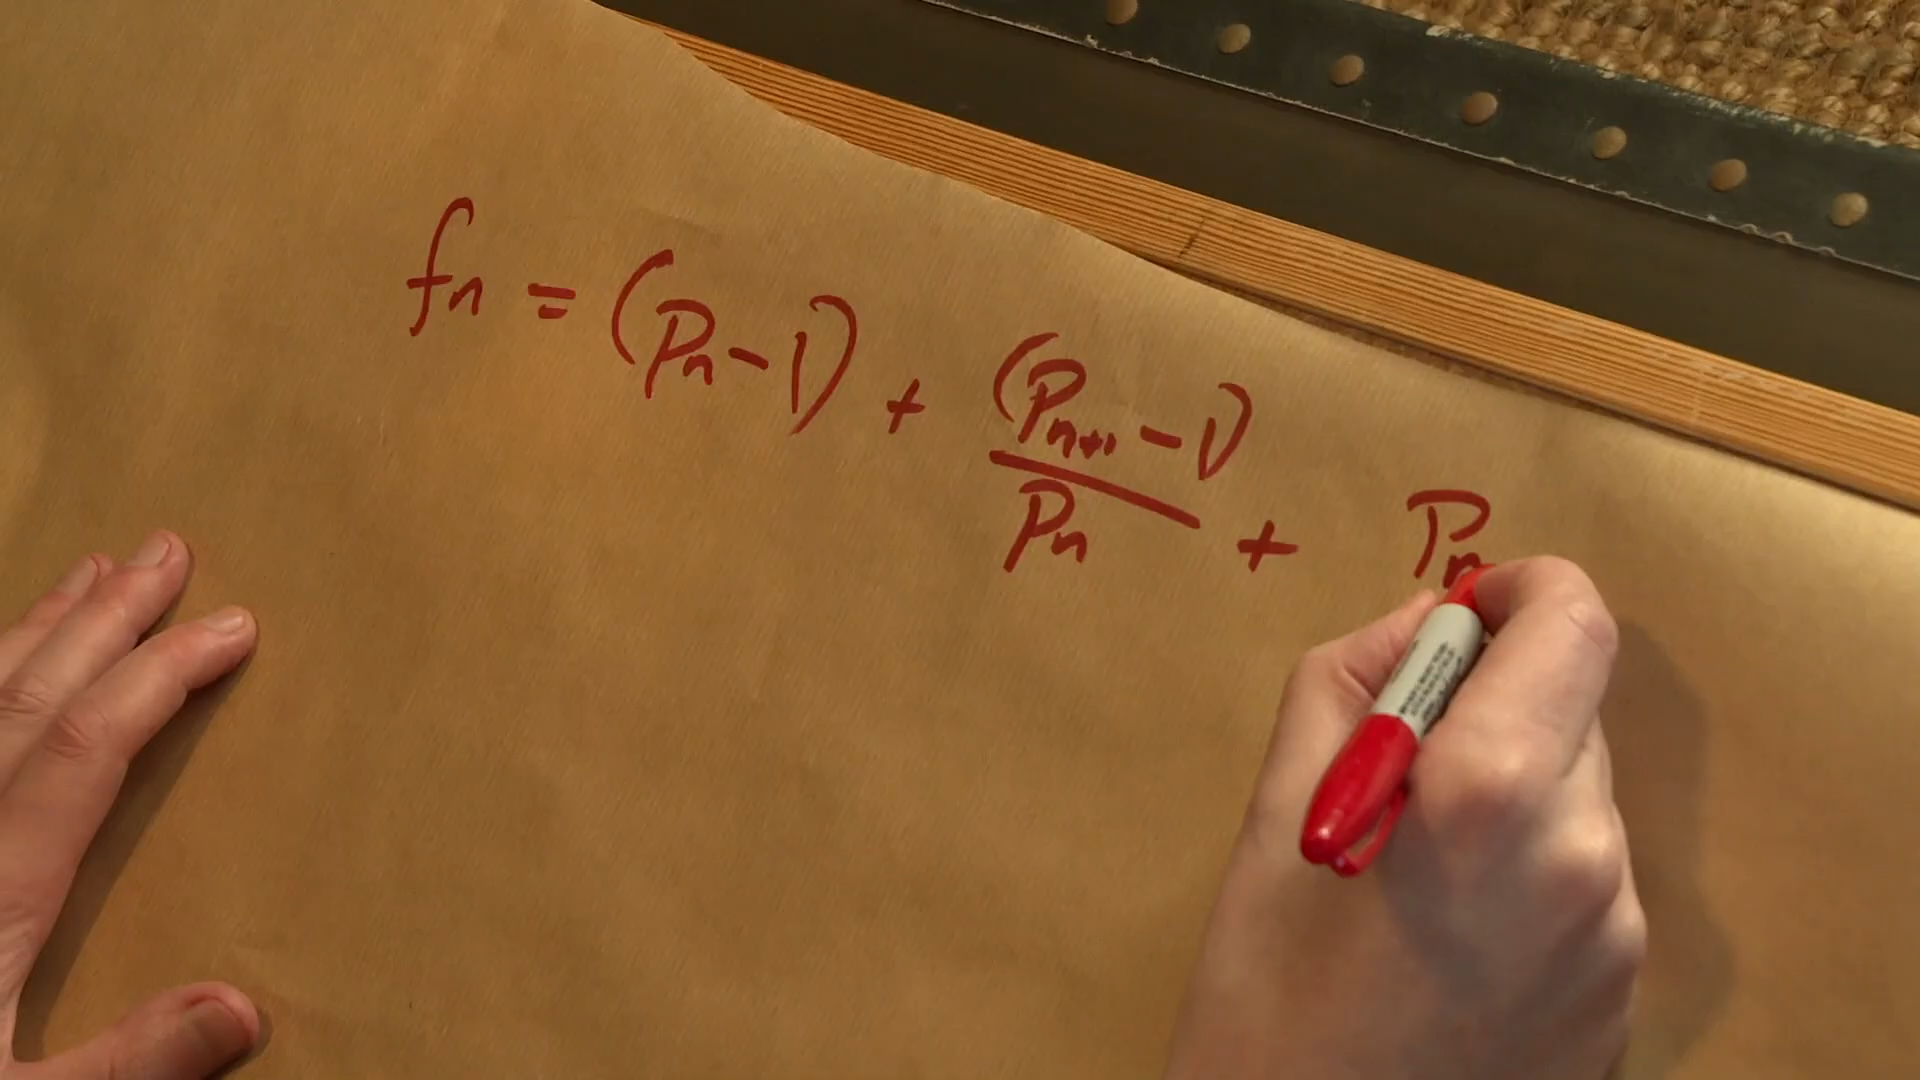 fn = (Pn - 1) + (Pn+1 - 1)/Pn + Pn